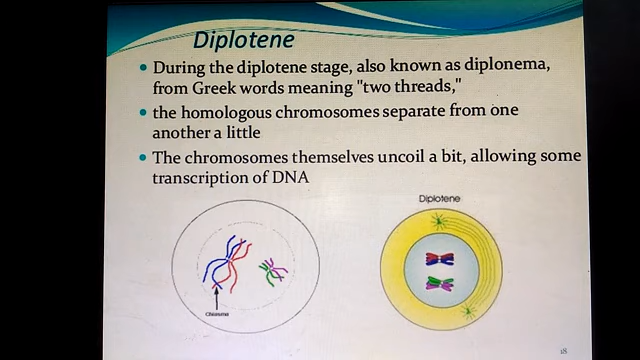 Diplotene
During the diplotene stage, also known as diplonema,
from Greek words meaning "two threads,"
the homologous chromosomes separate from one
another a little
The chromosomes themselves uncoil a bit, allowing some
transcription of DNA
Diplotene
Chiasma
18